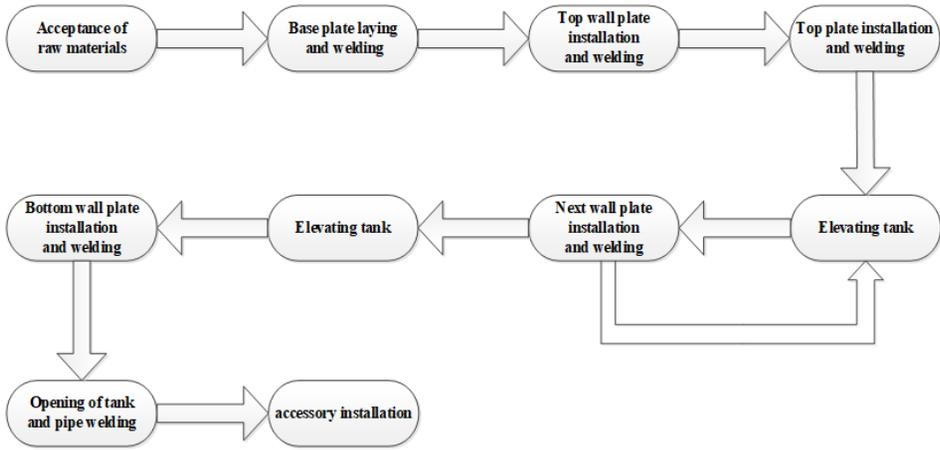 Acceptance of
raw materials
Base plate laying
and welding
Top wall plate
installation
and welding
Top plate installation
and welding
Elevating tank
Next wall plate
installation
and welding
Elevating tank
Bottom wall plate
installation
and welding
Opening of tank
and pipe welding
accessory installation